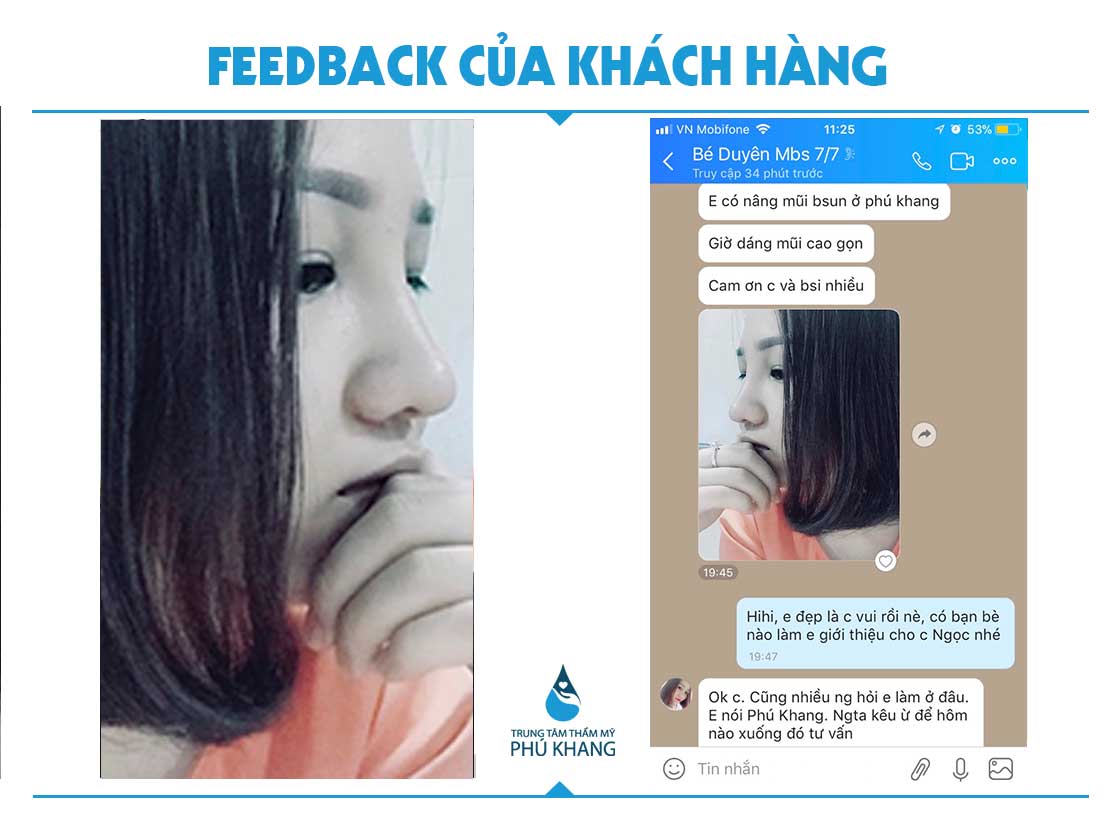 FEEDBACK CỦA KHÁCH HÀNG
VN Mobifone 11:25 53%
Bé Duyên Mbs 7/7
Truy cập 34 phút trước
E có nâng mũi bsun ở phú khang
Giờ dáng mũi cao gọn
Cam ơn c và bsi nhiều
19:45
Hihi, e đẹp là c vui rồi nè, có bạn bè
nào làm e giới thiệu cho c Ngọc nhé
19:47
Ok c. Cũng nhiều ng hỏi e làm ở đâu.
E nói Phú Khang. Ngta kêu ừ để hôm
nào xuống đó tư vấn
Tin nhắn
TRUNG TÂM THẨM MỸ
PHÚ KHANG